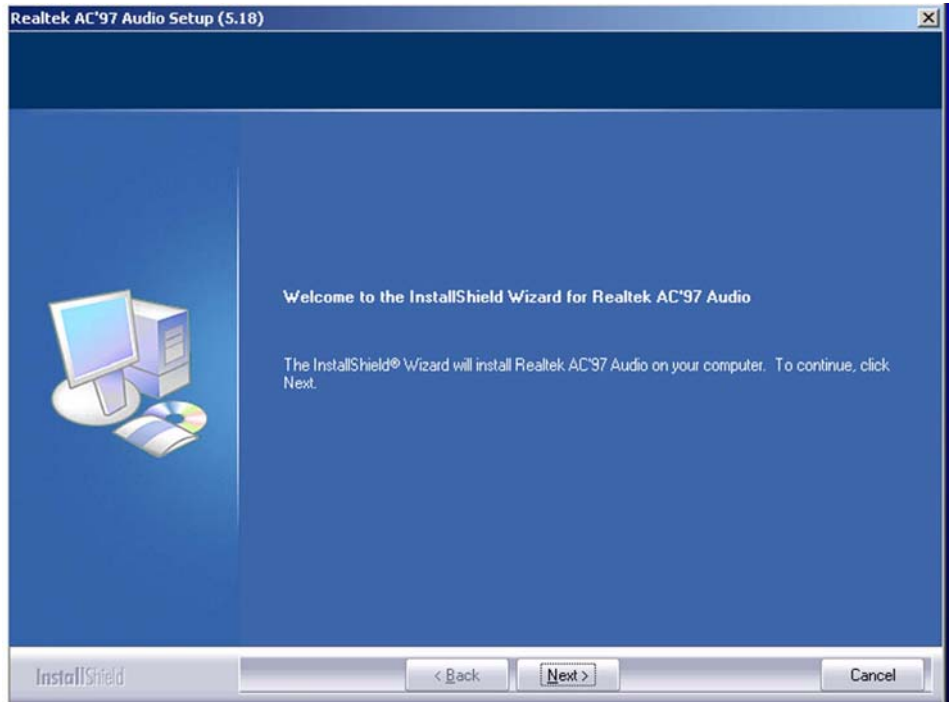 Realtek AC'97 Audio Setup (5.18)
Welcome to the InstallShield Wizard for Realtek AC'97 Audio
The InstallShield® Wizard will install Realtek AC'97 Audio on your computer. To continue, click
Next.
InstallShield
< Back
Next >
Cancel